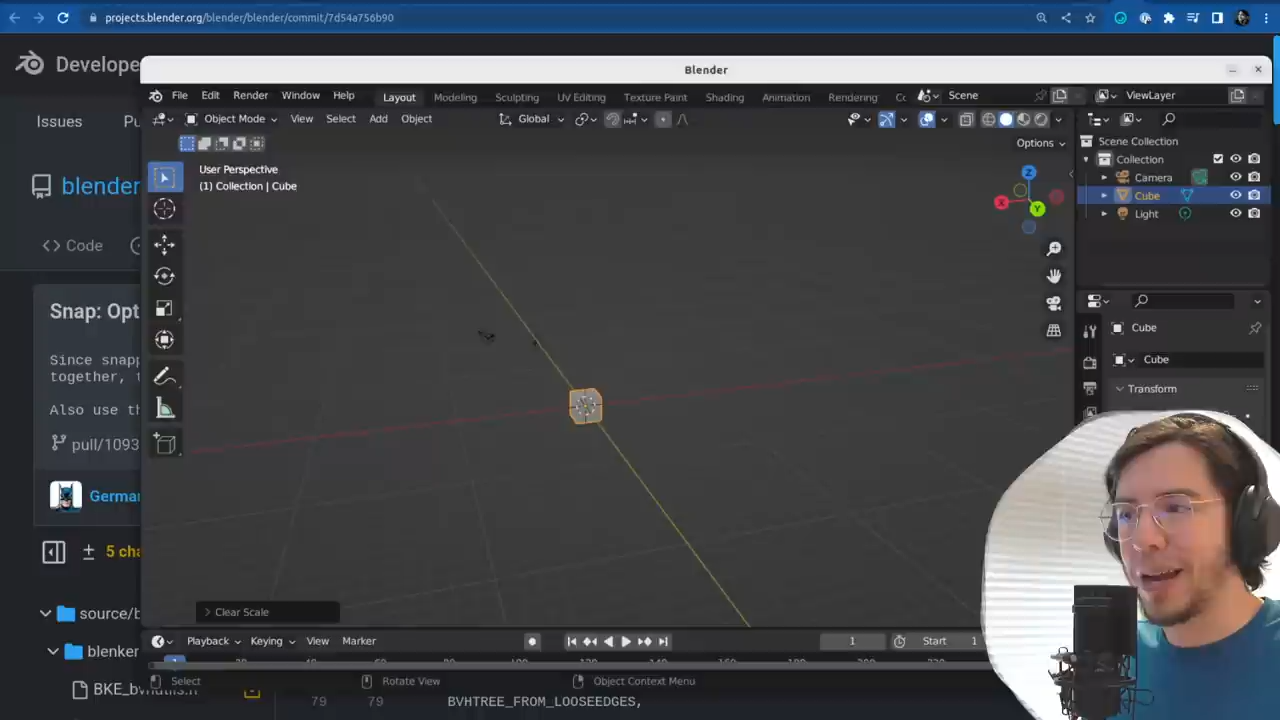 projects.blender.org/blender/blender/commit/7d54a756b90
Develope
Issues
Pu
blender
Code
Snap: Opt
Since snapp
together, t
Also use th
pull/1093
German
5 cha
source/b
blenker
BKE_bvhutils.h
79 79 BVHTREE_FROM_LOOSEEDGES,
Blender
File Edit Render Window Help Layout Modeling Sculpting UV Editing Texture Paint Shading Animation Rendering Cc Scene ViewLayer
Object Mode View Select Add Object Global
Options
User Perspective
(1) Collection | Cube
X
Y
Z
Scene Collection
Collection
Camera
Cube
Light
Cube
Cube
Transform
Clear Scale
Playback Keying View Marker 1 Start 1
Select Rotate View Object Context Menu